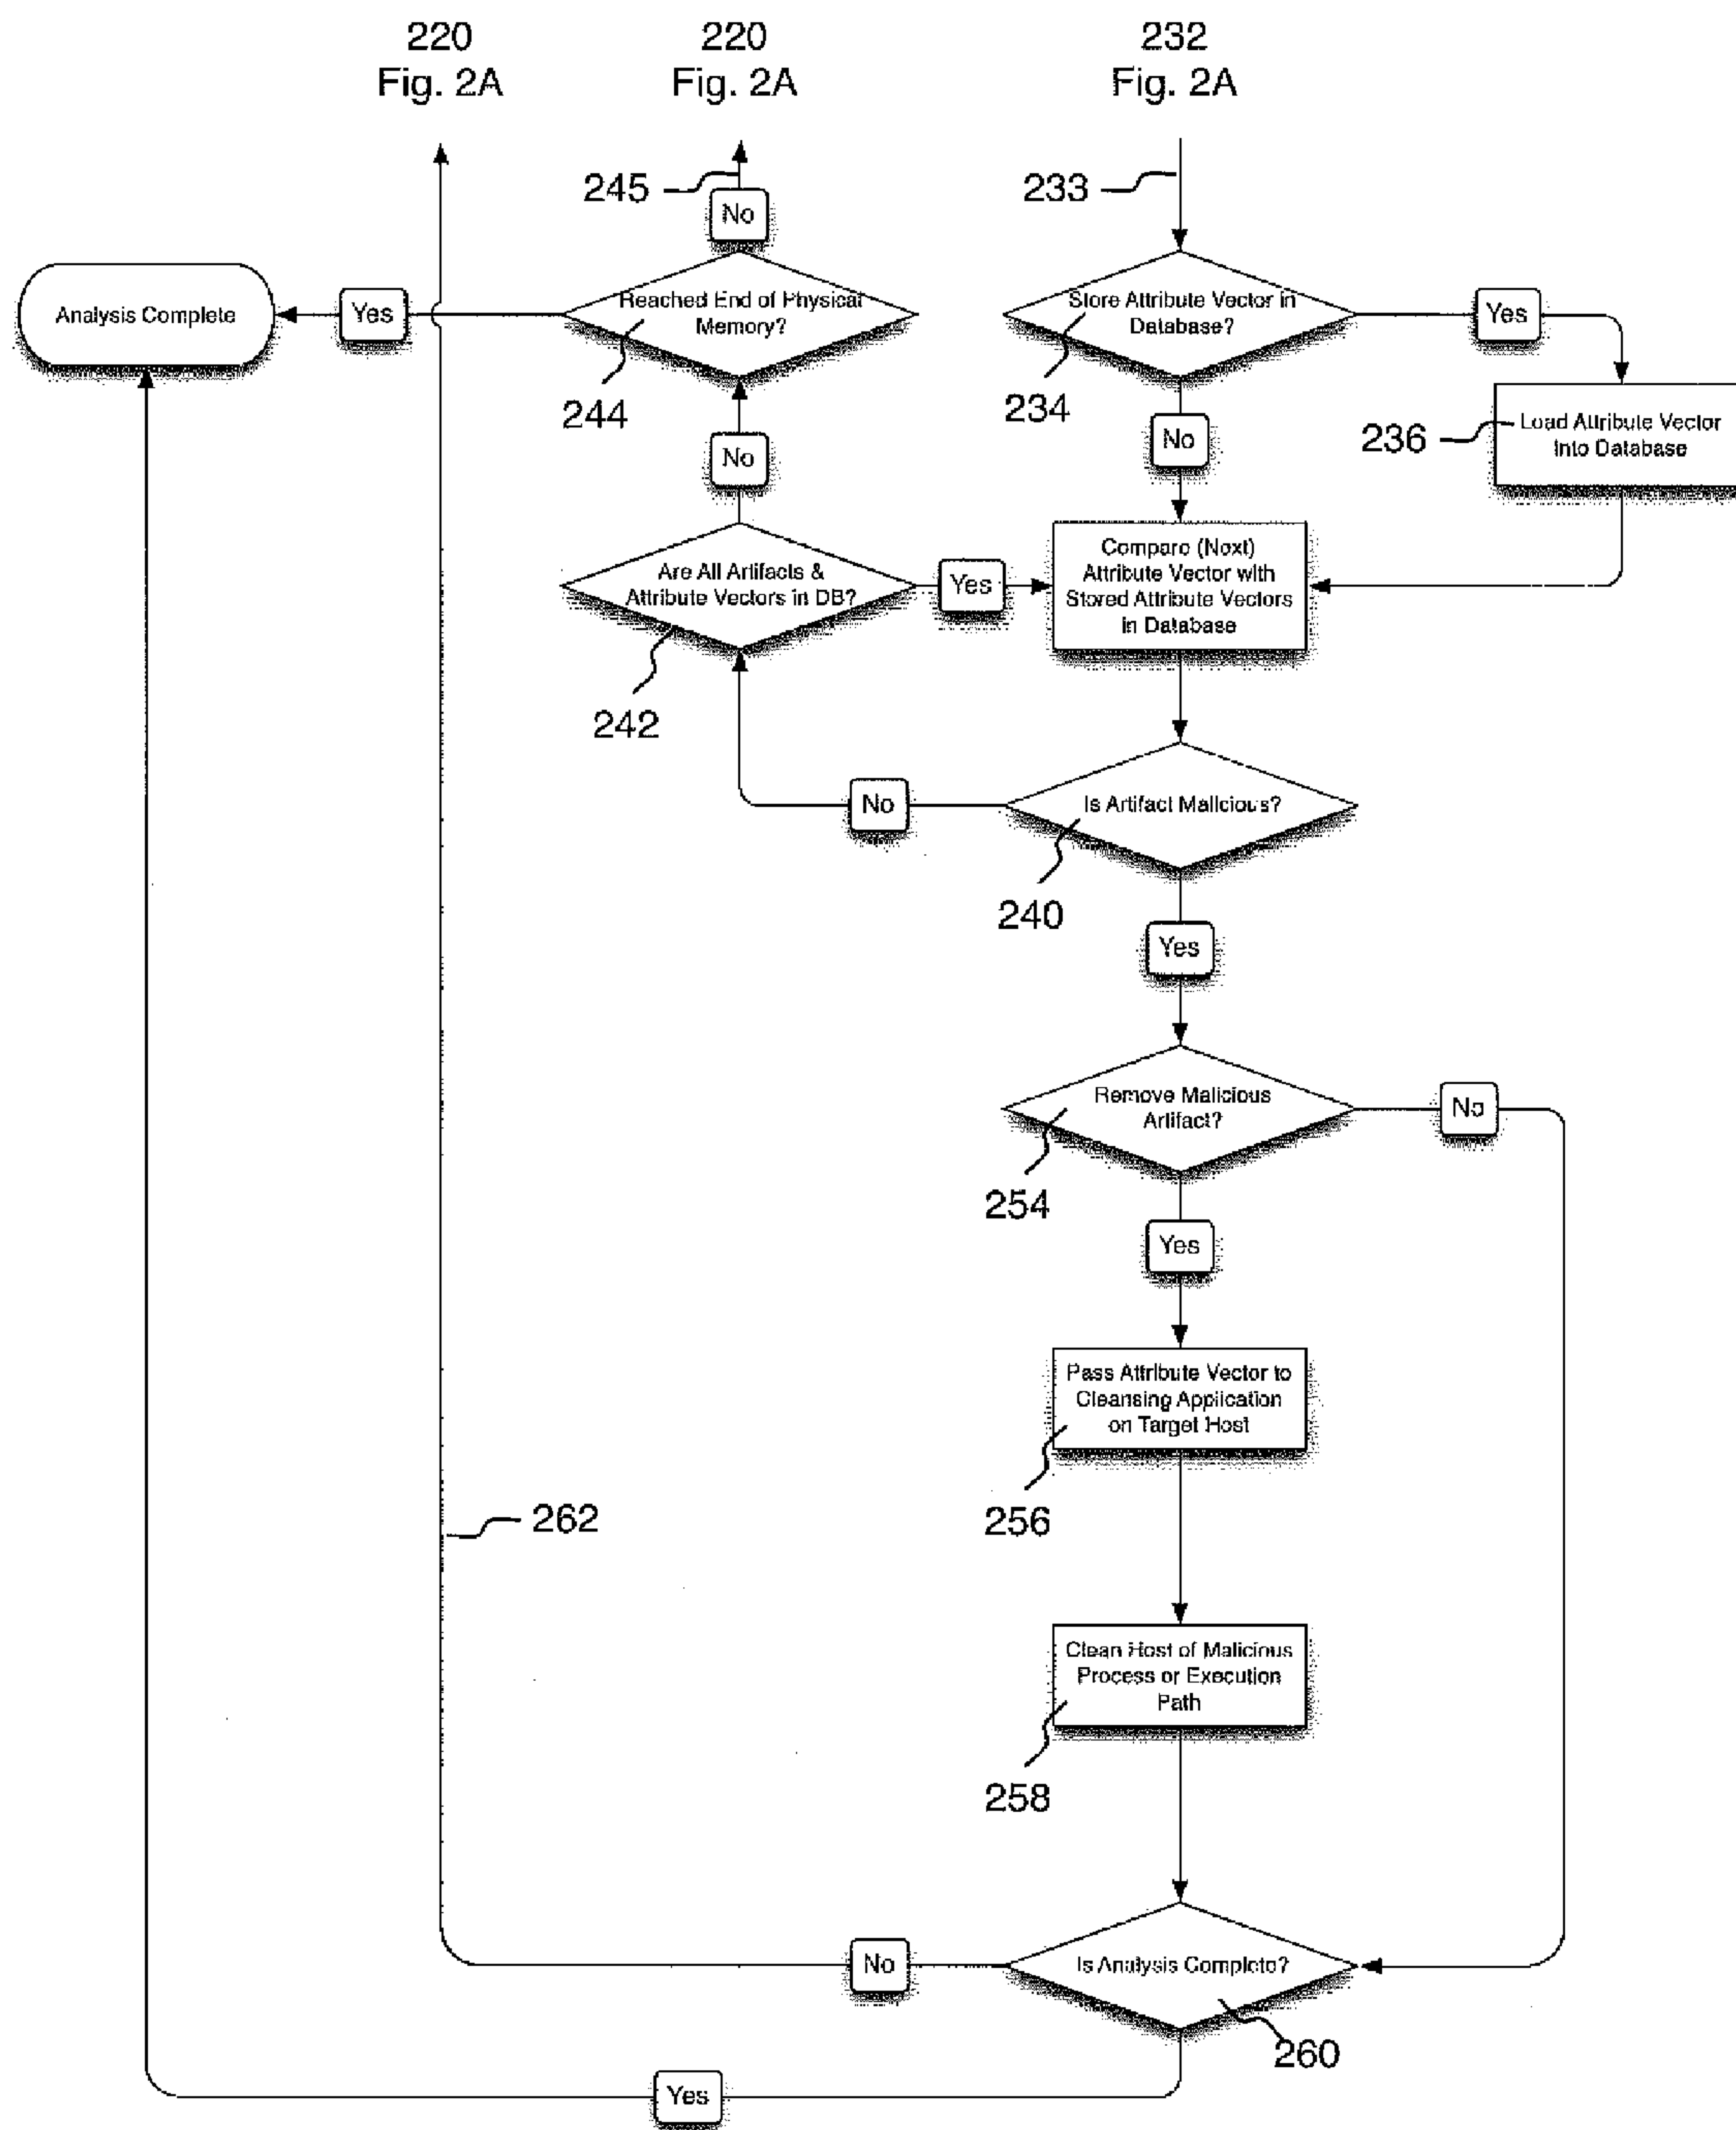 220
Fig. 2A
220
Fig. 2A
232
Fig. 2A
245
No
233
Analysis Complete
Yes
Reached End of Physical
Memory?
244
Store Attribute Vector in
Database?
234
Yes
Load Attribute Vector
Into Database
236
No
No
Are All Artifacts &
Attribute Vectors in DB?
242
Yes
Compare (Next)
Attribute Vector with
Stored Attribute Vectors
in Database
No
Is Artifact Malicious?
240
Yes
Remove Malicious
Artifact?
254
No
Yes
Pass Attribute Vector to
Cleansing Application
on Target Host
256
262
Clean Host of Malicious
Process or Execution
Path
258
No
Is Analysis Complete?
260
Yes